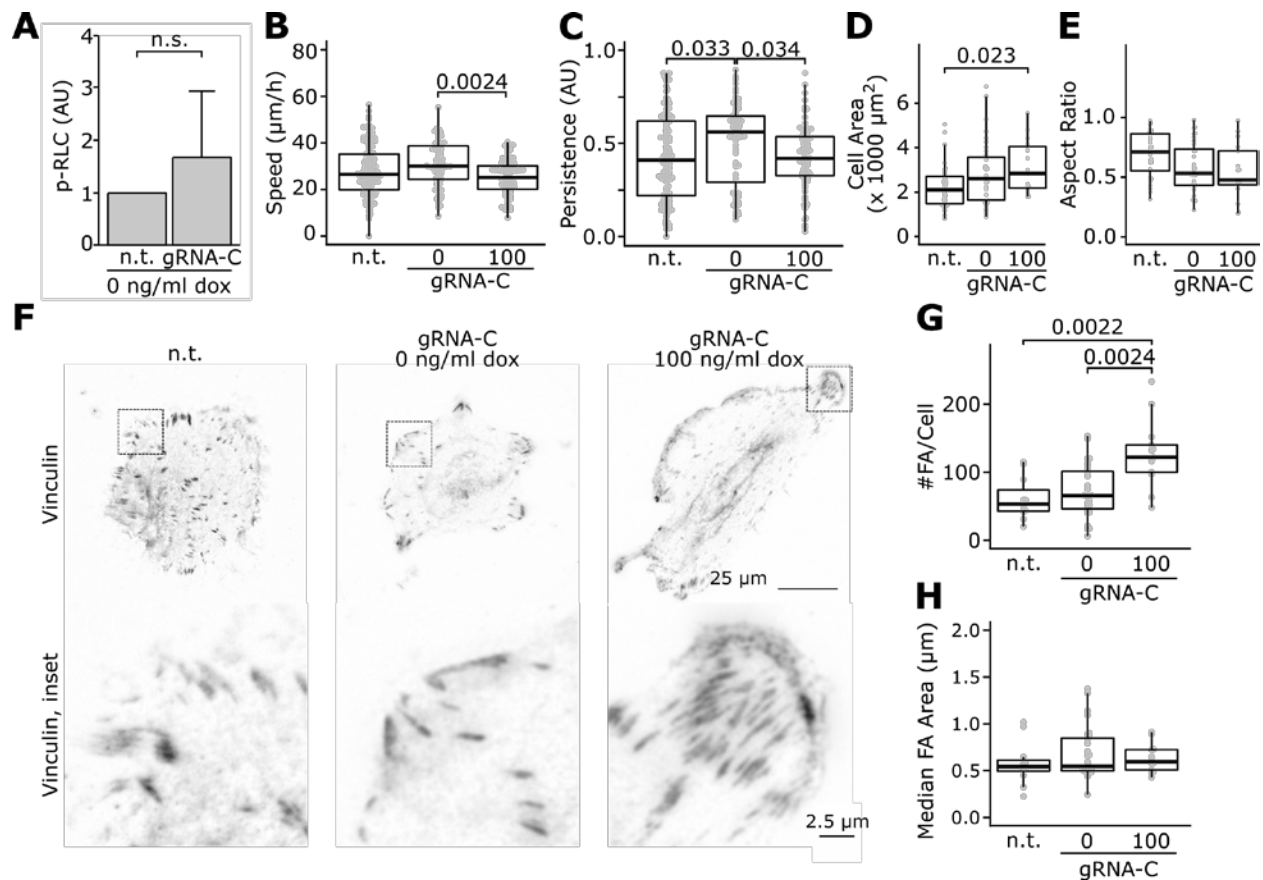 A
p-RLC (AU)
4
3
2
1
0
n.s.
n.t. gRNA-C
0 ng/ml dox
B
Speed (µm/h)
80
60
40
20
0
0.0024
n.t. 0 100
gRNA-C
C
Persistence (AU)
1.0
0.5
0.0
0.033 0.034
n.t. 0 100
gRNA-C
D
Cell Area
(x 1000 µm²)
6
4
2
0
0.023
n.t. 0 100
gRNA-C
E
Aspect Ratio
1.0
0.5
0.0
n.t. 0 100
gRNA-C
F
n.t.
gRNA-C
0 ng/ml dox
gRNA-C
100 ng/ml dox
Vinculin
25 µm
Vinculin, inset
2.5 µm
G
#FA/Cell
200
100
0
0.0022
0.0024
n.t. 0 100
gRNA-C
H
Median FA Area (µm)
2.0
1.5
1.0
0.5
0.0
n.t. 0 100
gRNA-C